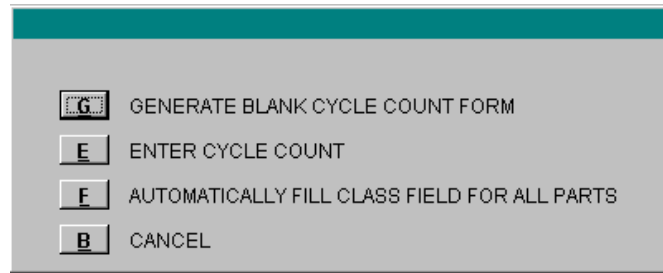 G GENERATE BLANK CYCLE COUNT FORM
E ENTER CYCLE COUNT
F AUTOMATICALLY FILL CLASS FIELD FOR ALL PARTS
B CANCEL